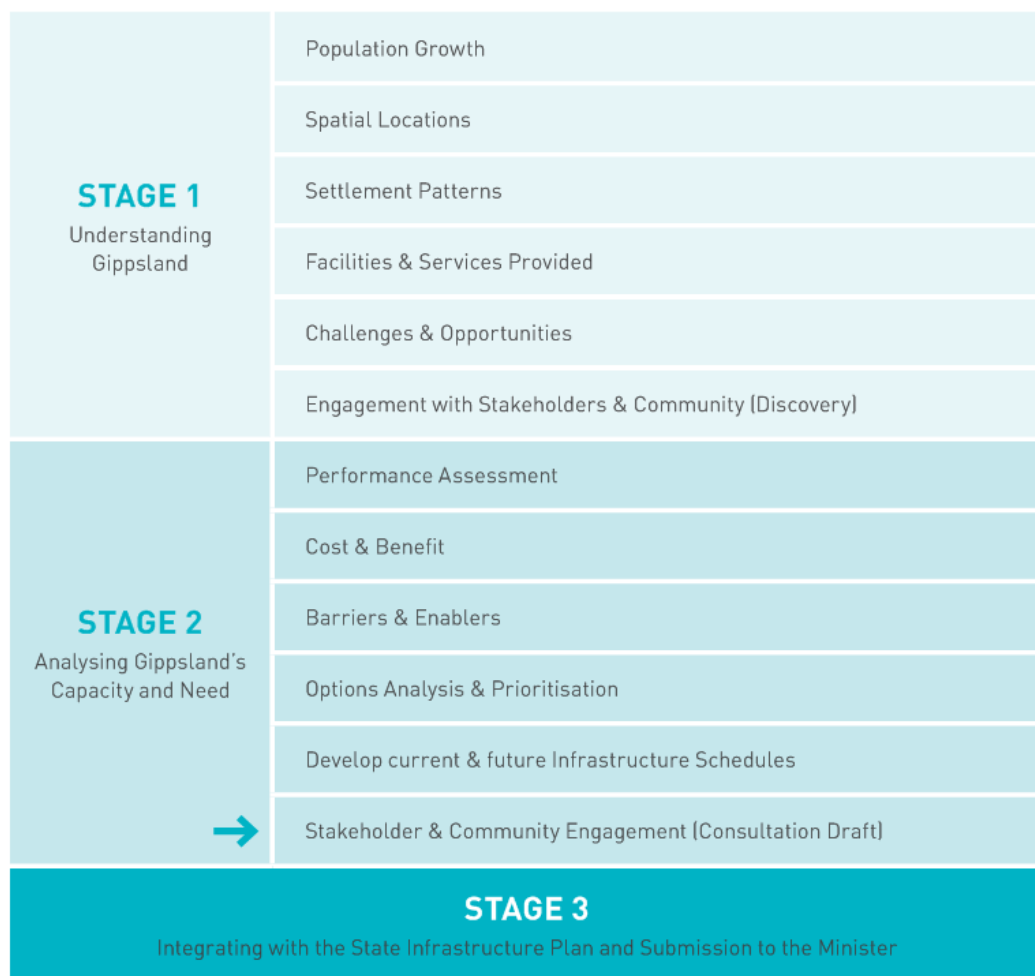 Population Growth
Spatial Locations
Settlement Patterns
Facilities & Services Provided
Challenges & Opportunities
Engagement with Stakeholders & Community (Discovery)
STAGE 1
Understanding
Gippsland
Performance Assessment
Cost & Benefit
Barriers & Enablers
Options Analysis & Prioritisation
Develop current & future Infrastructure Schedules
Stakeholder & Community Engagement (Consultation Draft)
STAGE 2
Analysing Gippsland's
Capacity and Need
STAGE 3
Integrating with the State Infrastructure Plan and Submission to the Minister